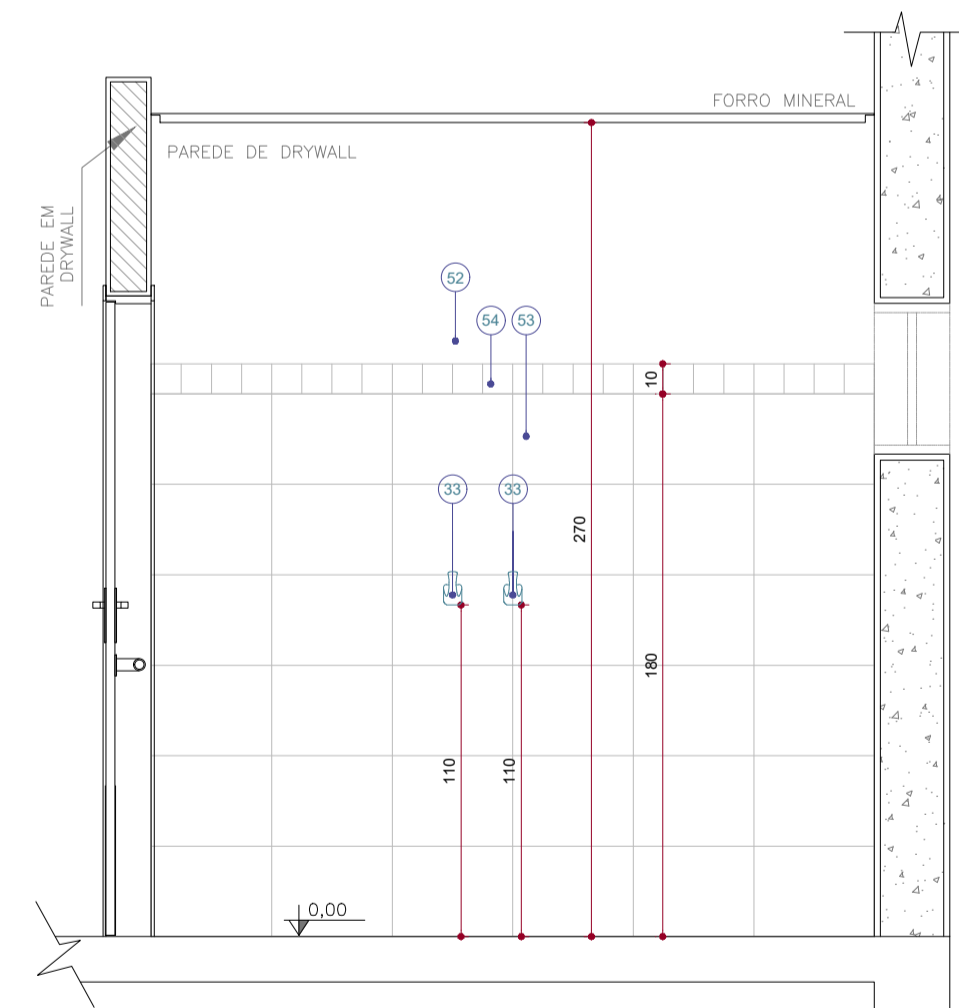 FORRO MINERAL
PAREDE DE DRYWALL
PAREDE EM
DRYWALL
52
54
53
10
33
33
270
180
110
110
0,00